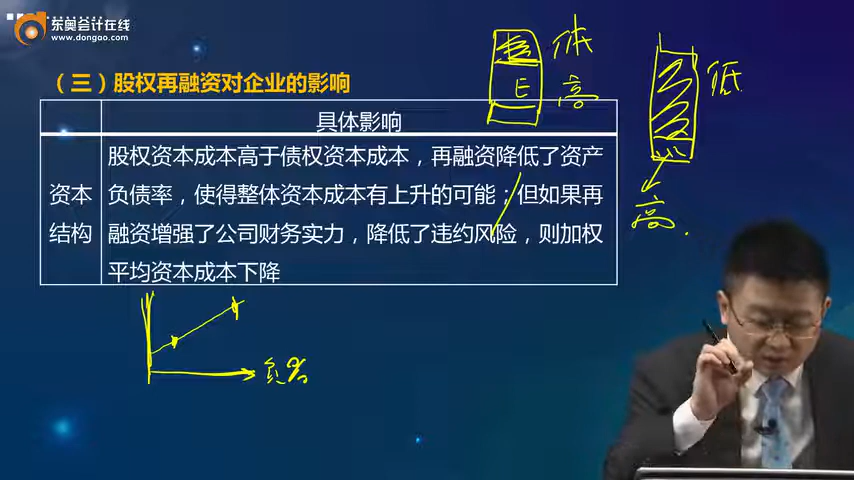 东奥会计在线
www.dongao.com
（三）股权再融资对企业的影响
具体影响
资本
结构
股权资本成本高于债权资本成本，再融资降低了资产
负债率，使得整体资本成本有上升的可能；但如果再
融资增强了公司财务实力，降低了违约风险，则加权
平均资本成本下降
E
高
低
高.
负%